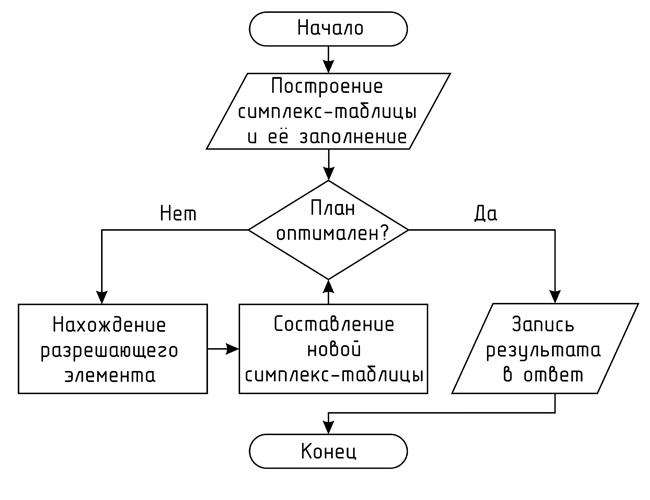 Начало
Построение
симплекс-таблицы
и её заполнение
План
оптимален?
Нет
Да
Нахождение
разрешающего
элемента
Составление
новой
симплекс-таблицы
Запись
результата
в ответ
Конец